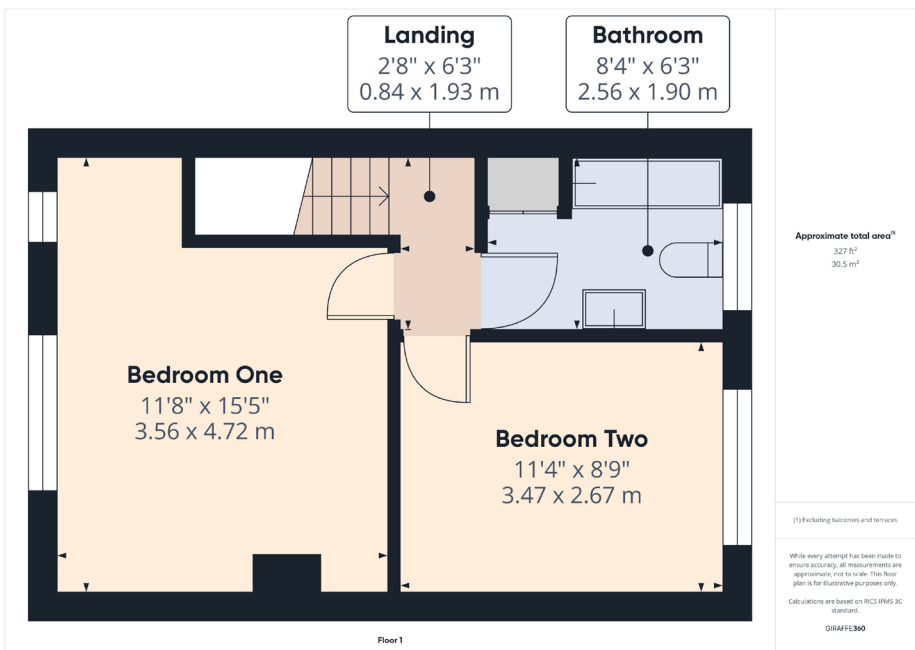 Landing
2'8" x 6'3"
0.84 x 1.93 m
Bathroom
8'4" x 6'3"
2.56 x 1.90 m
Bedroom One
11'8" x 15'5"
3.56 x 4.72 m
Bedroom Two
11'4" x 8'9"
3.47 x 2.67 m
Floor 1
Approximate total area⁽¹⁾
327 ft²
30.5 m²
(1) Excluding balconies and terraces
While every attempt has been made to
ensure accuracy, all measurements are
approximate, not to scale. This floor
plan is for illustrative purposes only.
Calculations are based on RICS IPMS 3C
standard.
GIRAFFE360